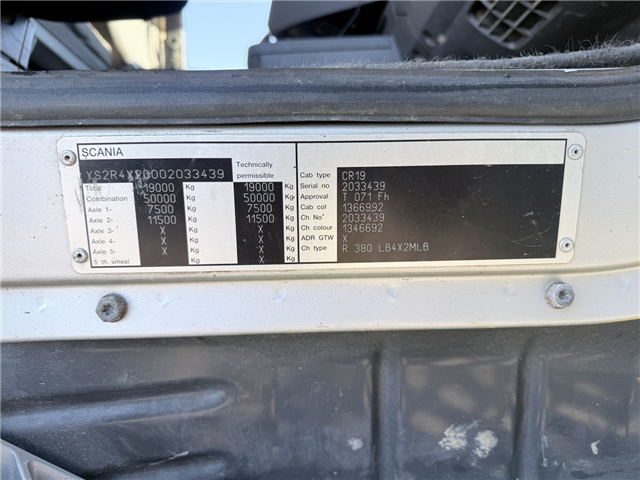 SCANIA
YS2R4X20002033439
Technically
permissible
Total 19000 Kg 19000 Kg
Combination 50000 Kg 50000 Kg
Axle 1- 7500 Kg 7500 Kg
Axle 2- 11500 Kg 11500 Kg
Axle 3- X Kg X Kg
Axle 4- X Kg X Kg
Axle 5- X Kg X Kg
5 th wheel Kg Kg
Cab type CR19
Serial no 2033439
Approval T 071 Fh
Cab col 1366992
Ch No* 2033439
Ch colour 1346692
ADR GTW X
Ch type R 380 LB4X2MLB